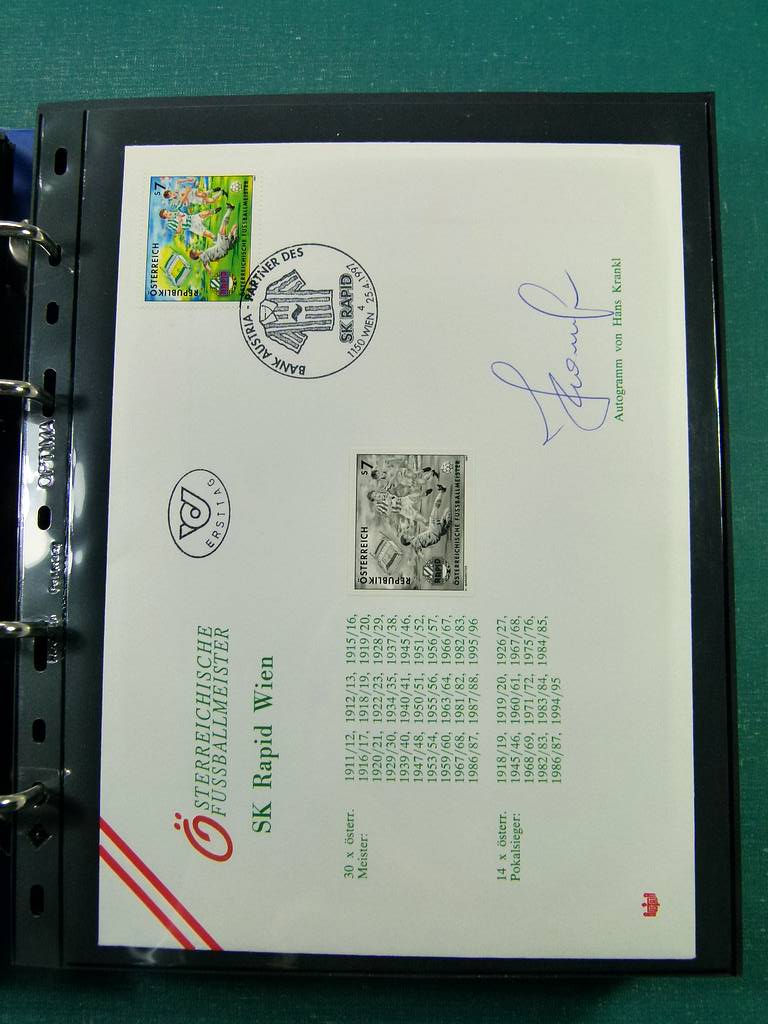 ÖSTERREICHISCHE
FUSSBALLMEISTER
SK Rapid Wien
30 x österr.
Meister:
1911/12, 1912/13, 1915/16,
1916/17, 1918/19, 1919/20,
1920/21, 1922/23, 1928/29,
1929/30, 1934/35, 1937/38,
1939/40, 1940/41, 1945/46,
1947/48, 1950/51, 1951/52,
1953/54, 1955/56, 1956/57,
1959/60, 1963/64, 1966/67,
1967/68, 1981/82, 1982/83,
1986/87, 1987/88, 1995/96
14 x österr.
Pokalsieger:
1918/19, 1919/20, 1926/27,
1945/46, 1960/61, 1967/68,
1968/69, 1971/72, 1975/76,
1982/83, 1983/84, 1984/85,
1986/87, 1994/95
ERSTTAG
REPUBLIK ÖSTERREICH S7
RAPID
ÖSTERREICHISCHE FUSSBALLMEISTER
BANK AUSTRIA - PARTNER DES
SK RAPID
4
1150 WIEN 25.4.1997
REPUBLIK ÖSTERREICH S7
RAPID
ÖSTERREICHISCHE FUSSBALLMEISTER
Autogramm von Hans Krankl
OPTIMA